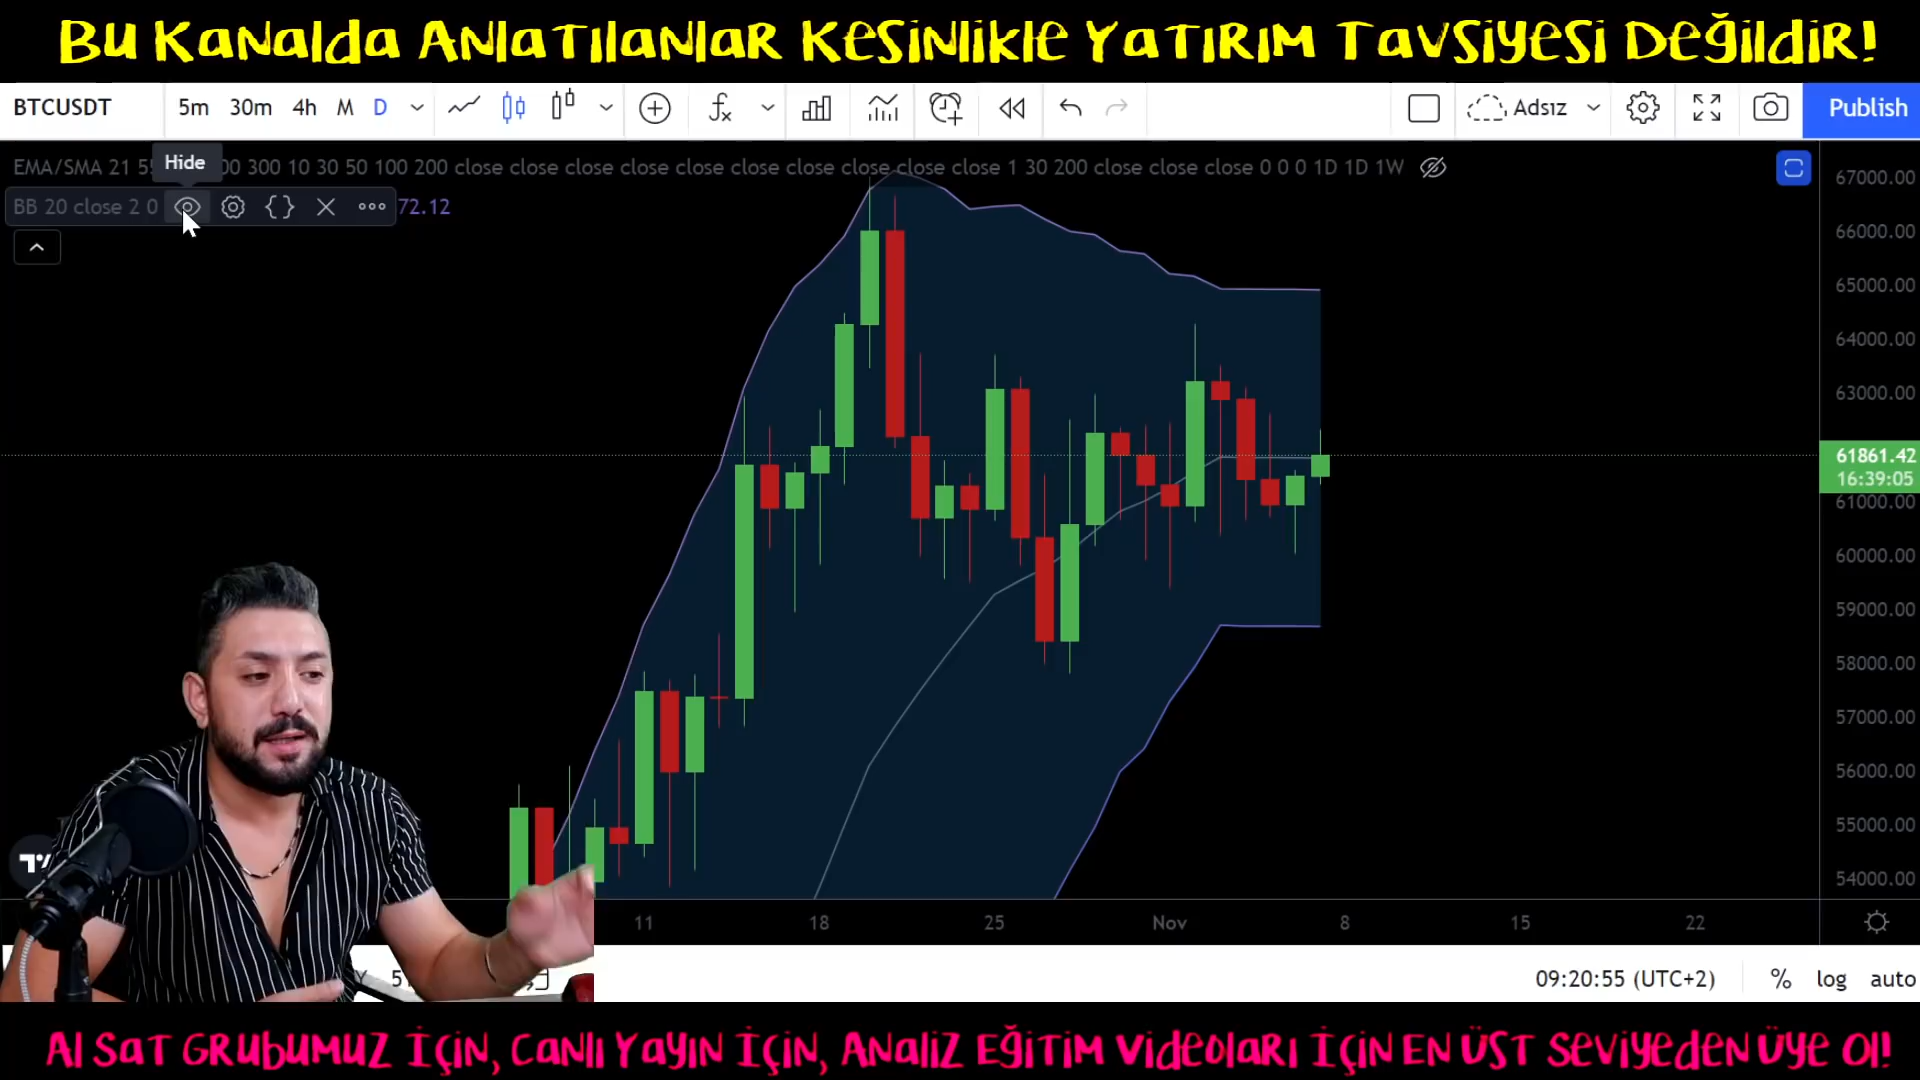 Bu Kanalda Anlatılanlar Kesinlikle Yatırım Tavsiyesi Değildir!
BTCUSDT 5m 30m 4h M D Adsız Publish
Hide
EMA/SMA 21 5 00 300 10 30 50 100 200 close close close close close close close close 1 30 200 close close close 0 0 0 1D 1D 1W
BB 20 close 2 0 72.12
67000.00
66000.00
65000.00
64000.00
63000.00
61861.42
16:39:05
61000.00
60000.00
59000.00
58000.00
57000.00
56000.00
55000.00
54000.00
11 18 25 Nov 8 15 22
09:20:55 (UTC+2) % log auto
Al Sat Grubumuz İçin, Canlı Yayın İçin, Analiz Eğitim Videoları İçin En Üst Seviyeden Üye Ol!